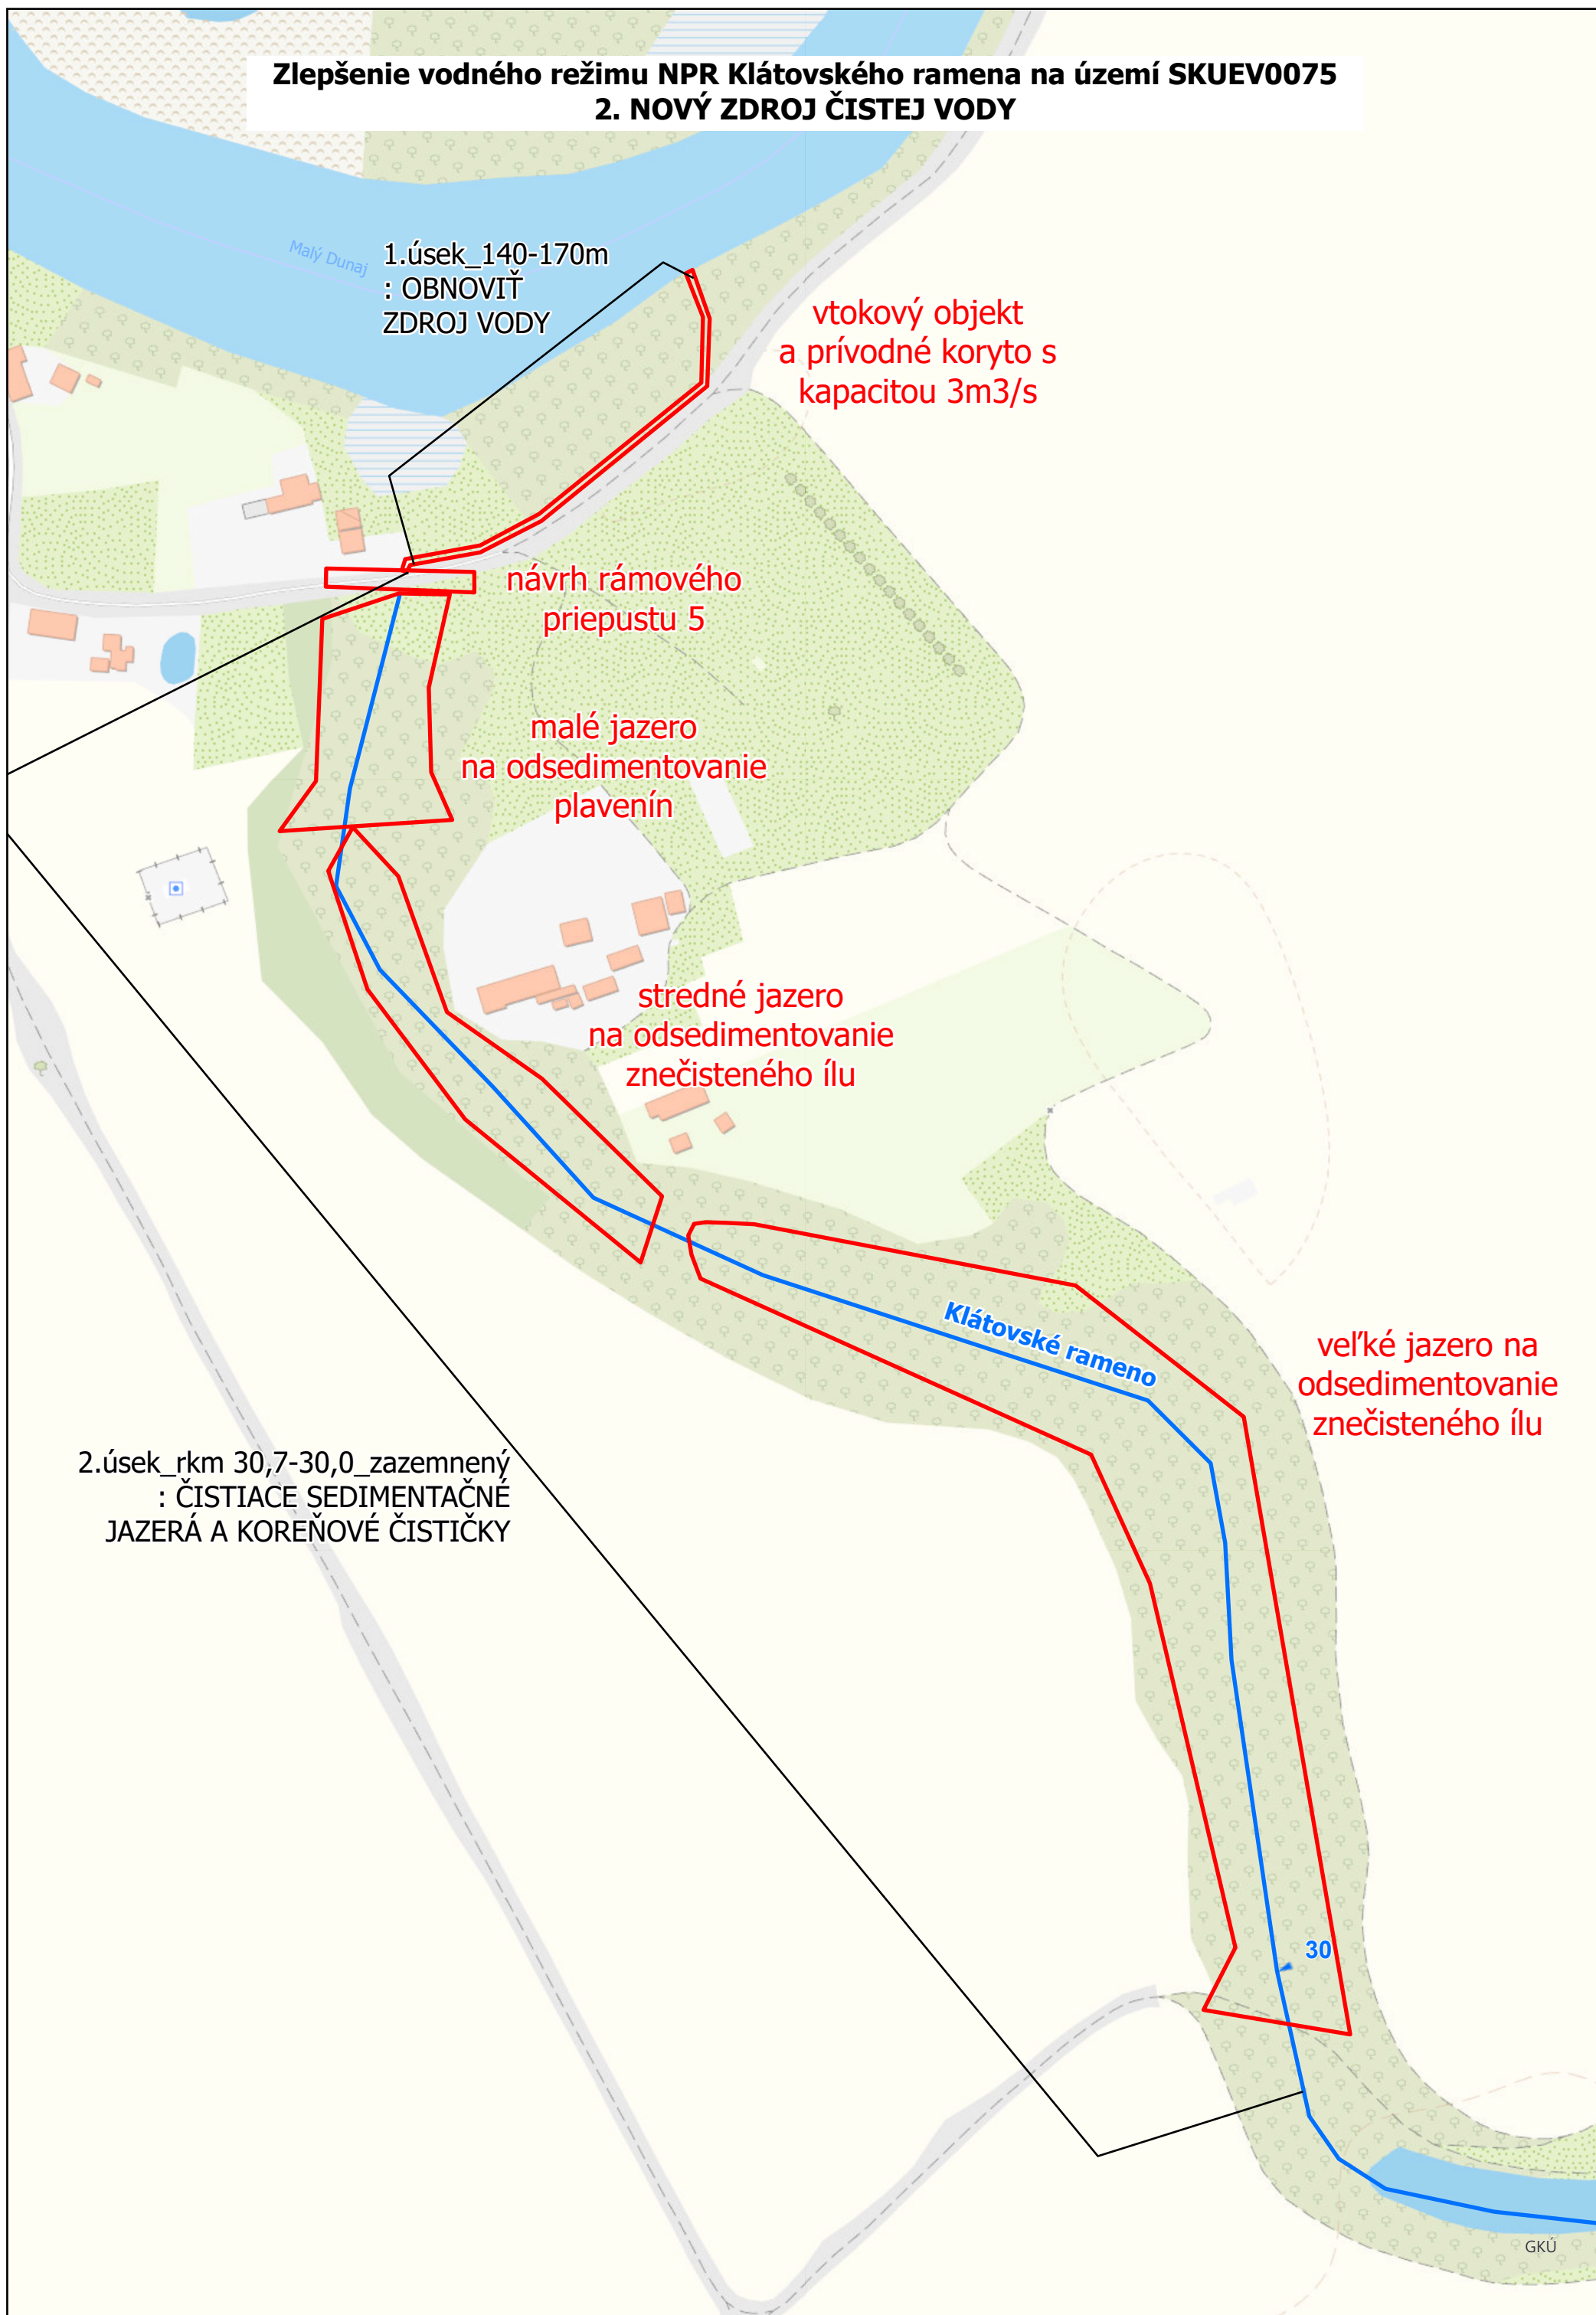 Zlepšenie vodného režimu NPR Klátovského ramena na území SKUEV0075
2. NOVÝ ZDROJ ČISTEJ VODY
Malý Dunaj
1.úsek_140-170m
: OBNOVIŤ
ZDROJ VODY
vtokový objekt
a prívodné koryto s
kapacitou 3m3/s
návrh rámového
priepustu 5
malé jazero
na odsedimentovanie
plavenín
stredné jazero
na odsedimentovanie
znečisteného ílu
Klátovské rameno
veľké jazero na
odsedimentovanie
znečisteného ílu
2.úsek_rkm 30,7-30,0_zazemnený
: ČISTIACE SEDIMENTAČNÉ
JAZERÁ A KOREŇOVÉ ČISTIČKY
30
GKÚ